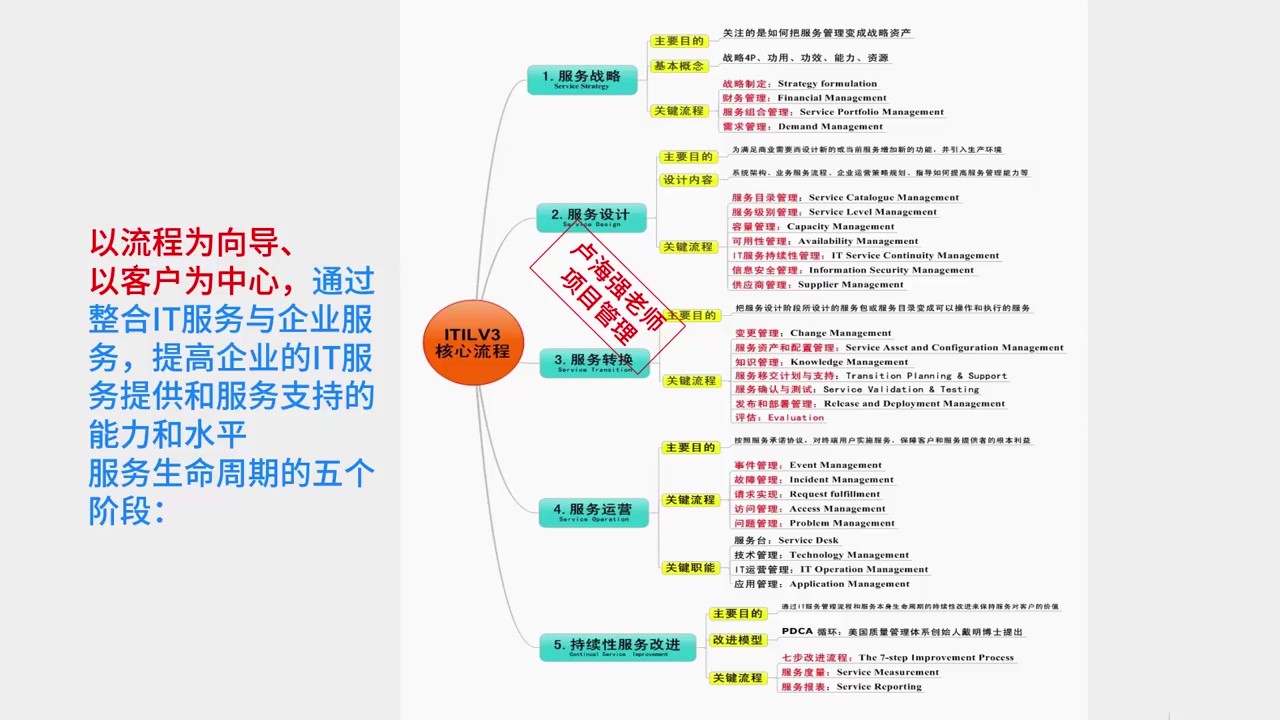 以流程为向导、
以客户为中心，通过
整合IT服务与企业服
务，提高企业的IT服
务提供和服务支持的
能力和水平
服务生命周期的五个
阶段：
ITILV3
核心流程
1. 服务战略
Service Strategy
主要目的
关注的是如何把服务管理变成战略资产
基本概念
战略4P、功用、功效、能力、资源
关键流程
战略制定：Strategy formulation
财务管理：Financial Management
服务组合管理：Service Portfolio Management
需求管理：Demand Management
2. 服务设计
Service Design
主要目的
为满足商业需要而设计新的或当前服务增加新的功能，并引入生产环境
设计内容
系统架构、业务服务流程、企业运营策略规划、指导如何提高服务管理能力等
关键流程
服务目录管理：Service Catalogue Management
服务级别管理：Service Level Management
容量管理：Capacity Management
可用性管理：Availability Management
IT服务持续性管理：IT Service Continuity Management
信息安全管理：Information Security Management
供应商管理：Supplier Management
卢海强老师
项目管理
3. 服务转换
Service Transition
主要目的
把服务设计阶段所设计的服务包或服务目录变成可以操作和执行的服务
关键流程
变更管理：Change Management
服务资产和配置管理：Service Asset and Configuration Management
知识管理：Knowledge Management
服务移交计划与支持：Transition Planning & Support
服务确认与测试：Service Validation & Testing
发布和部署管理：Release and Deployment Management
评估：Evaluation
4. 服务运营
Service Operation
主要目的
按照服务承诺协议，对终端用户实施服务，保障客户和服务提供者的根本利益
关键流程
事件管理：Event Management
故障管理：Incident Management
请求实现：Request fulfillment
访问管理：Access Management
问题管理：Problem Management
关键职能
服务台：Service Desk
技术管理：Technology Management
IT运营管理：IT Operation Management
应用管理：Application Management
5. 持续性服务改进
Continual Service Improvement
主要目的
通过IT服务管理流程和服务本身生命周期的持续性改进来保持服务对客户的价值
改进模型
PDCA 循环：美国质量管理体系创始人戴明博士提出
关键流程
七步改进流程：The 7-step Improvement Process
服务度量：Service Measurement
服务报表：Service Reporting